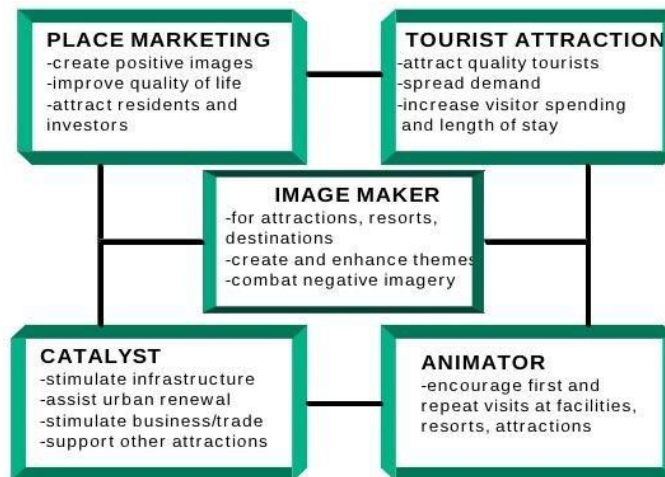 PLACE MARKETING
-create positive images
-improve quality of life
-attract residents and
investors
TOURIST ATTRACTION
-attract quality tourists
-spread demand
-increase visitor spending
and length of stay
IMAGE MAKER
-for attractions, resorts,
destinations
-create and enhance themes
-combat negative imagery
CATALYST
-stimulate infrastructure
-assist urban renewal
-stimulate business/trade
-support other attractions
ANIMATOR
-encourage first and
repeat visits at facilities,
resorts, attractions